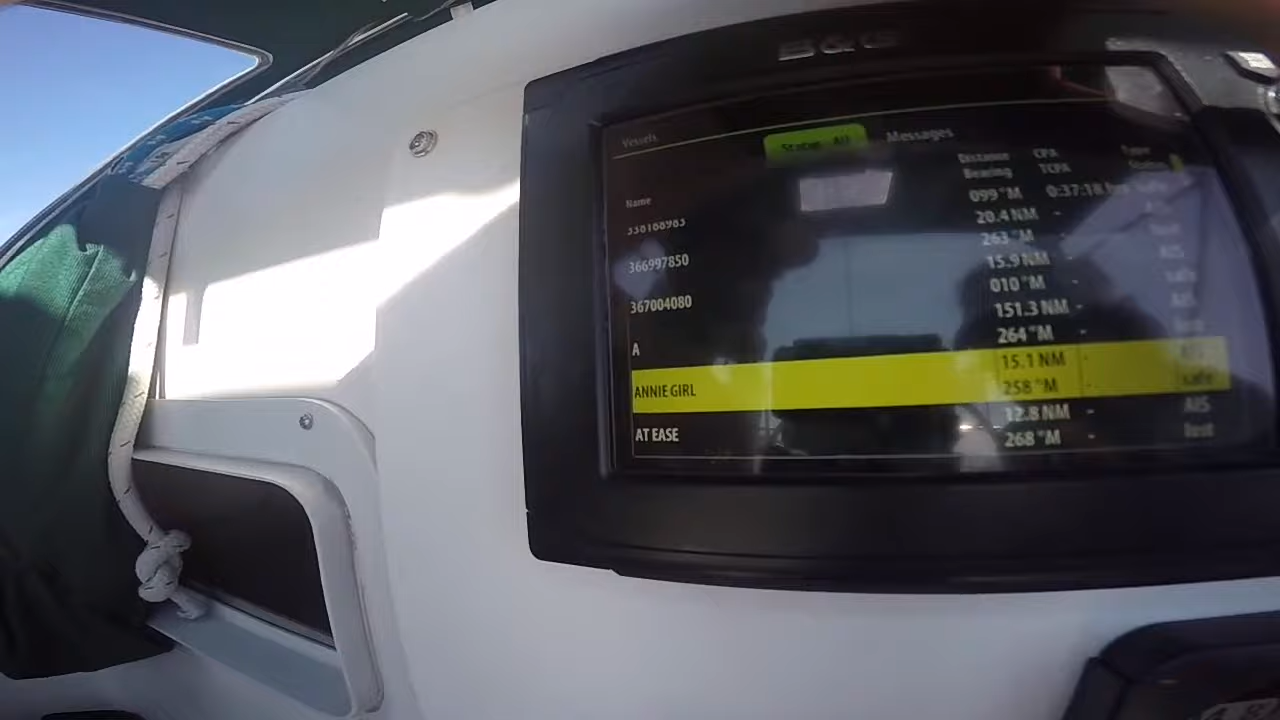 B&G
Vessels
Status: All Messages
Distance CPA Type
Name Bearing TCPA
099 °M 0:37:18
338188983 20.4 NM -
263 °M
366997850 15.9 NM -
010 °M
367004080 151.3 NM -
264 °M
A 15.1 NM -
ANNIE GIRL 258 °M
12.8 NM - AIS
AT EASE 268 °M -